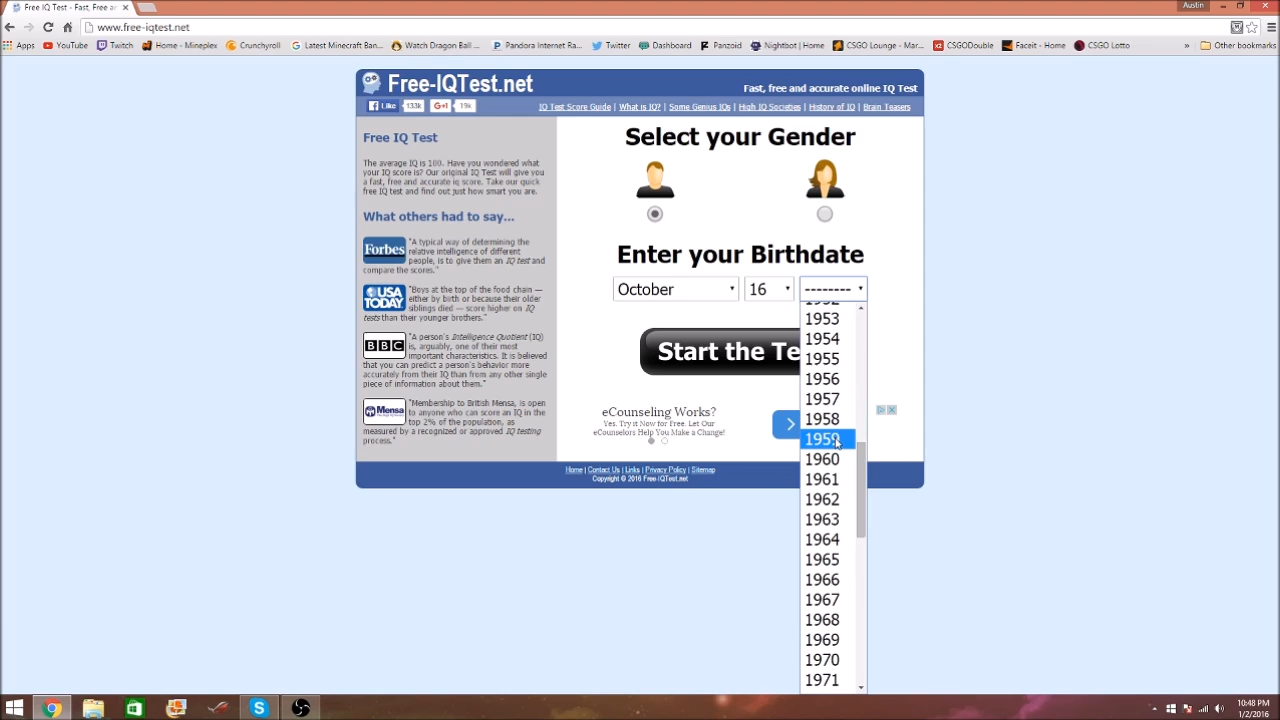 Free IQ Test - Fast, Free an
Austin
www.free-iqtest.net
Apps
YouTube
Twitch
Home - Mineplex
Crunchyroll
Latest Minecraft Ban...
Watch Dragon Ball ...
Pandora Internet Ra...
Twitter
Dashboard
Panzoid
Nightbot | Home
CSGO Lounge - Mar...
CSGODouble
Faceit - Home
CSGO Lotto
»
Other bookmarks
Free-IQTest.net
Fast, free and accurate online IQ Test
Like 133k G+1 19k
IQ Test Score Guide | What is IQ? | Some Genius IQs | High IQ Societies | History of IQ | Brain Teasers
Free IQ Test
The average IQ is 100. Have you wondered what
your IQ score is? Our original IQ Test will give you
a fast, free and accurate iq score. Take our quick
free IQ test and find out just how smart you are.
What others had to say...
Forbes
"A typical way of determining the
relative intelligence of different
people, is to give them an IQ test and
compare the scores."
USA TODAY
"Boys at the top of the food chain —
either by birth or because their older
siblings died — score higher on IQ
tests than their younger brothers."
BBC
"A person's Intelligence Quotient (IQ)
is, arguably, one of their most
important characteristics. It is believed
that you can predict a person's behavior more
accurately from their IQ than from any other single
piece of information about them."
Mensa
"Membership to British Mensa, is open
to anyone who can score an IQ in the
top 2% of the population, as
measured by a recognized or approved IQ testing
process."
Select your Gender
Enter your Birthdate
October 16 --------
1952
1953
1954
1955
1956
1957
1958
1959
1960
1961
1962
1963
1964
1965
1966
1967
1968
1969
1970
1971
Start the Te
eCounseling Works?
Yes. Try it Now for Free. Let Our
eCounselors Help You Make a Change!
Home | Contact Us | Links | Privacy Policy | Sitemap
Copyright © 2016 Free-IQTest.net
10:48 PM
1/2/2016